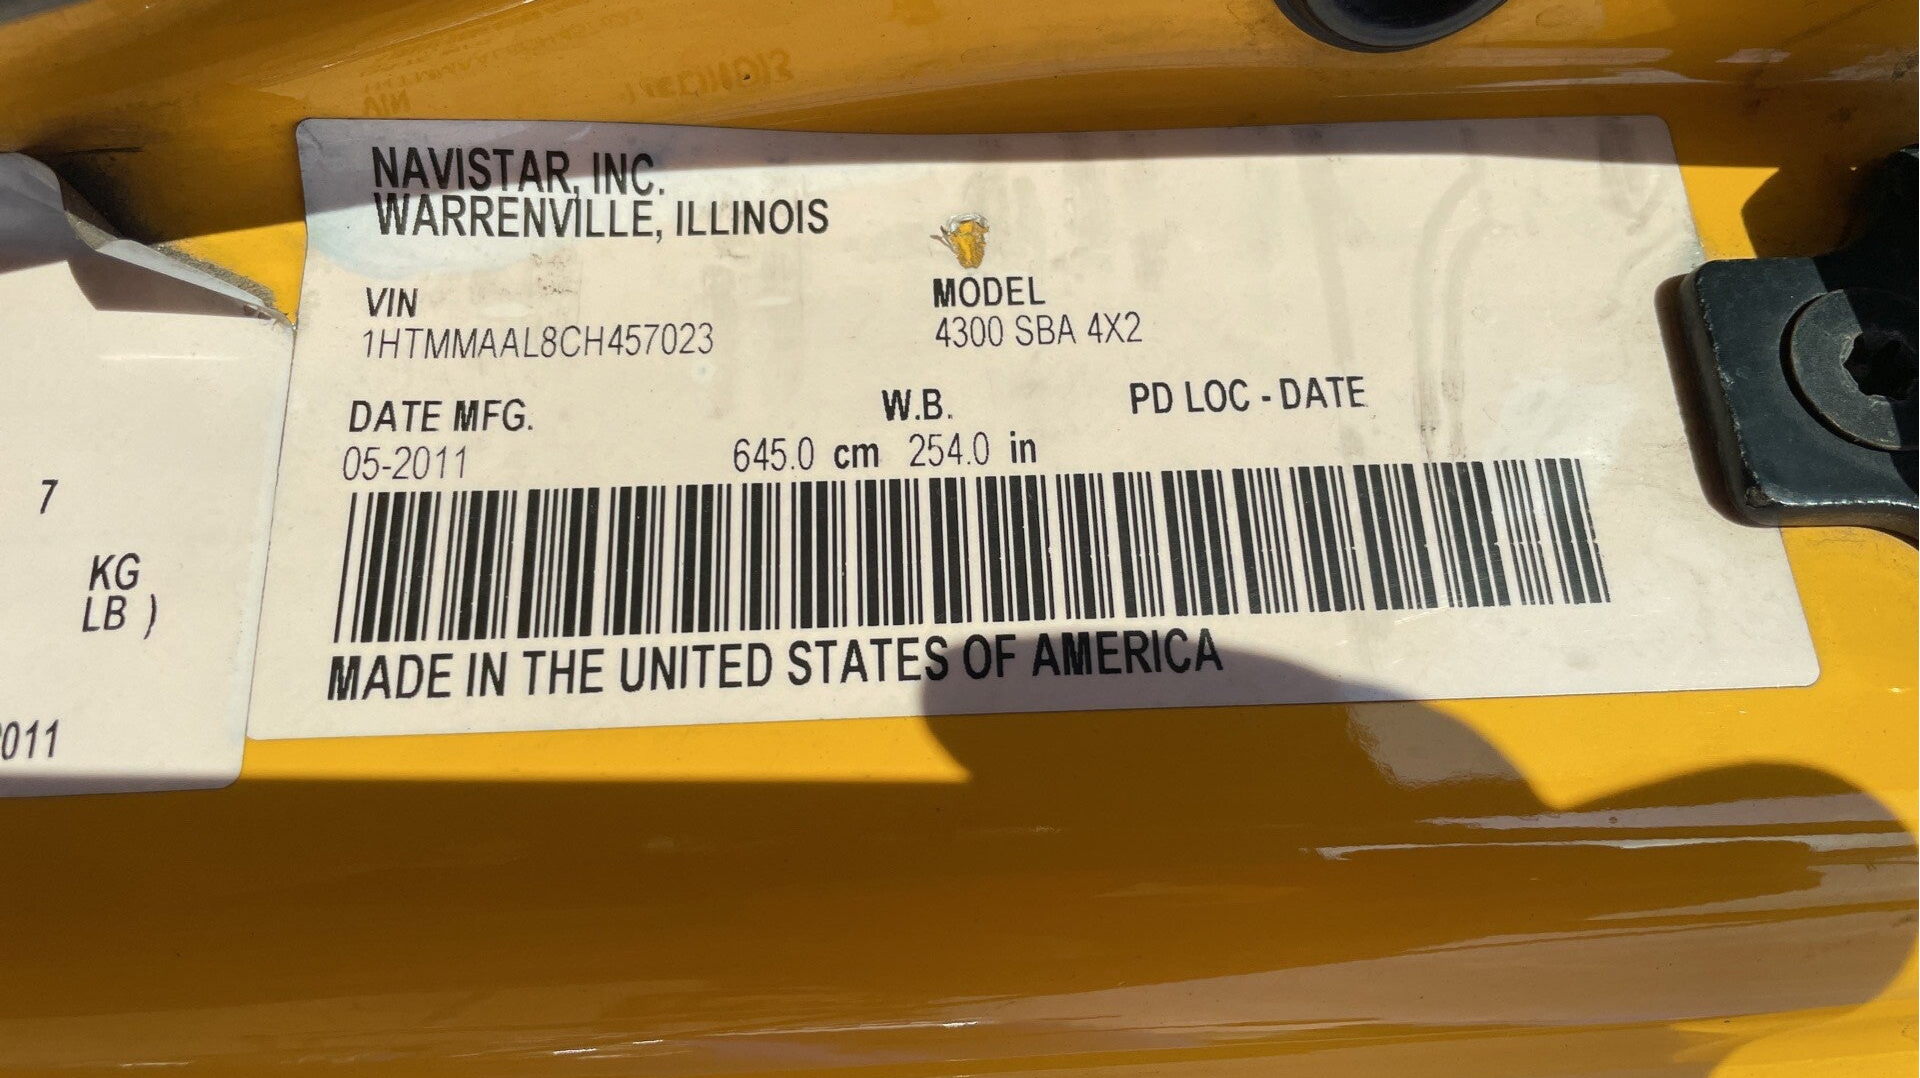 NAVISTAR, INC.
WARRENVILLE, ILLINOIS
VIN
1HTMMAAL8CH457023
MODEL
4300 SBA 4X2
DATE MFG.
05-2011
W.B.
645.0 cm 254.0 in
PD LOC - DATE
MADE IN THE UNITED STATES OF AMERICA
7
KG
LB )
011